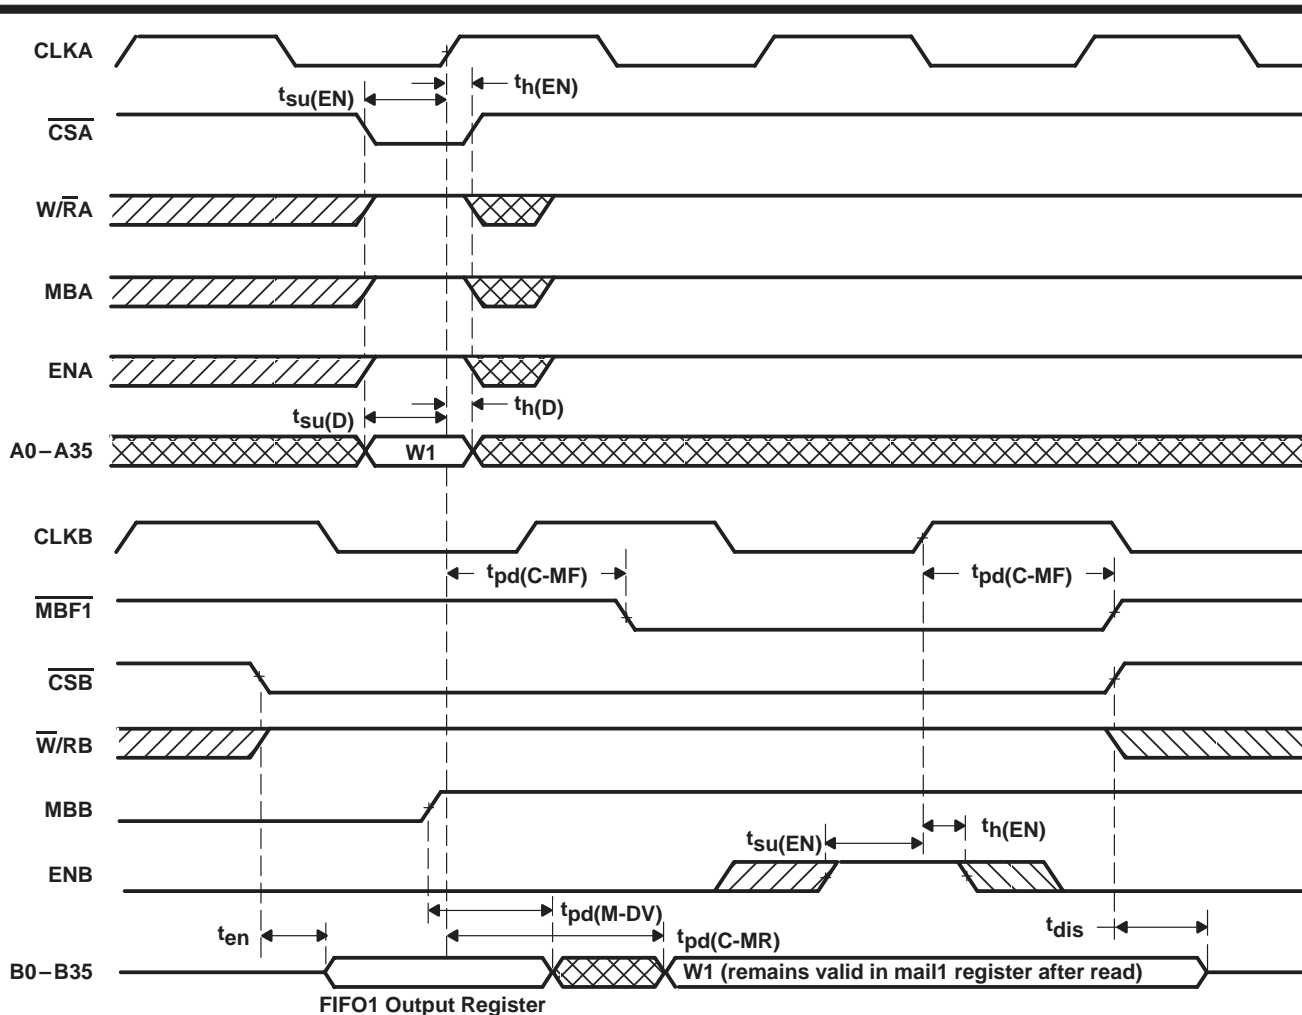 CLKA
th(EN)
tsu(EN)
CSA
W/RA
MBA
ENA
tsu(D)
th(D)
A0–A35
W1
CLKB
tpd(C-MF)
tpd(C-MF)
MBF1
CSB
W/RB
MBB
tsu(EN)
th(EN)
ENB
tpd(M-DV)
ten
tpd(C-MR)
tdis
B0–B35
W1 (remains valid in mail1 register after read)
FIFO1 Output Register